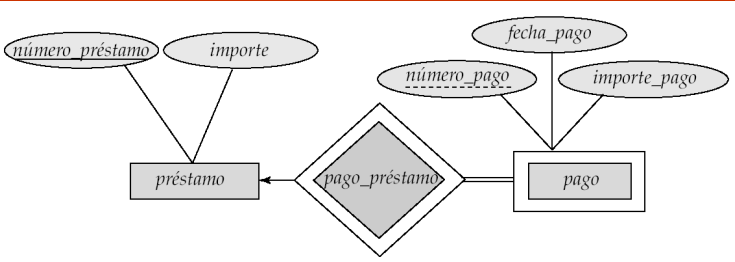 fecha_pago
número_préstamo
importe
número_pago
importe_pago
préstamo
pago_préstamo
pago